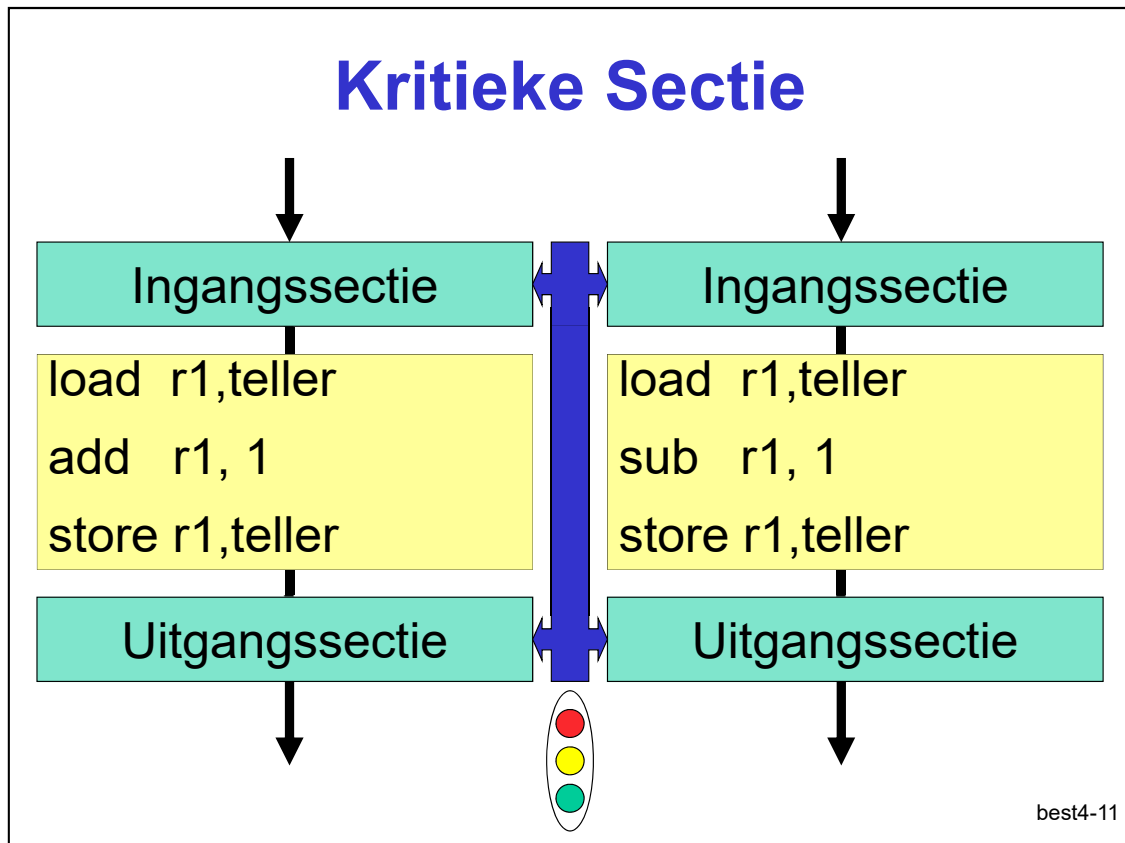 Kritieke Sectie
Ingangssectie
load r1,teller
add r1, 1
store r1,teller
Uitgangssectie
Ingangssectie
load r1,teller
sub r1, 1
store r1,teller
Uitgangssectie
best4-11